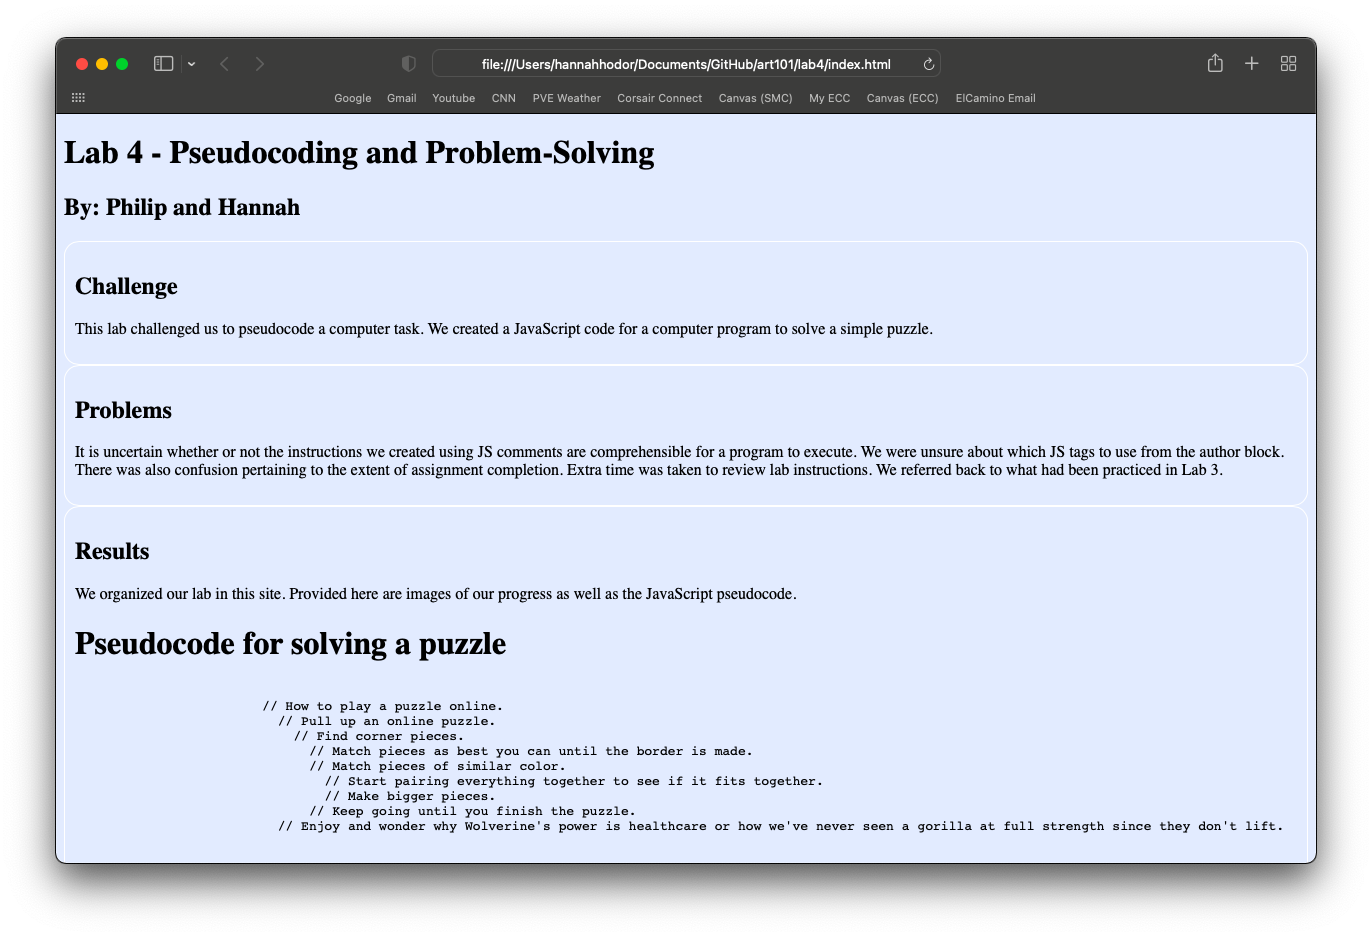 file:///Users/hannahhodor/Documents/GitHub/art101/lab4/index.html
Google Gmail Youtube CNN PVE Weather Corsair Connect Canvas (SMC) My ECC Canvas (ECC) ElCamino Email
Lab 4 - Pseudocoding and Problem-Solving
By: Philip and Hannah
Challenge
This lab challenged us to pseudocode a computer task. We created a JavaScript code for a computer program to solve a simple puzzle.
Problems
It is uncertain whether or not the instructions we created using JS comments are comprehensible for a program to execute. We were unsure about which JS tags to use from the author block.
There was also confusion pertaining to the extent of assignment completion. Extra time was taken to review lab instructions. We referred back to what had been practiced in Lab 3.
Results
We organized our lab in this site. Provided here are images of our progress as well as the JavaScript pseudocode.
Pseudocode for solving a puzzle
// How to play a puzzle online.
// Pull up an online puzzle.
// Find corner pieces.
// Match pieces as best you can until the border is made.
// Match pieces of similar color.
// Start pairing everything together to see if it fits together.
// Make bigger pieces.
// Keep going until you finish the puzzle.
// Enjoy and wonder why Wolverine's power is healthcare or how we've never seen a gorilla at full strength since they don't lift.